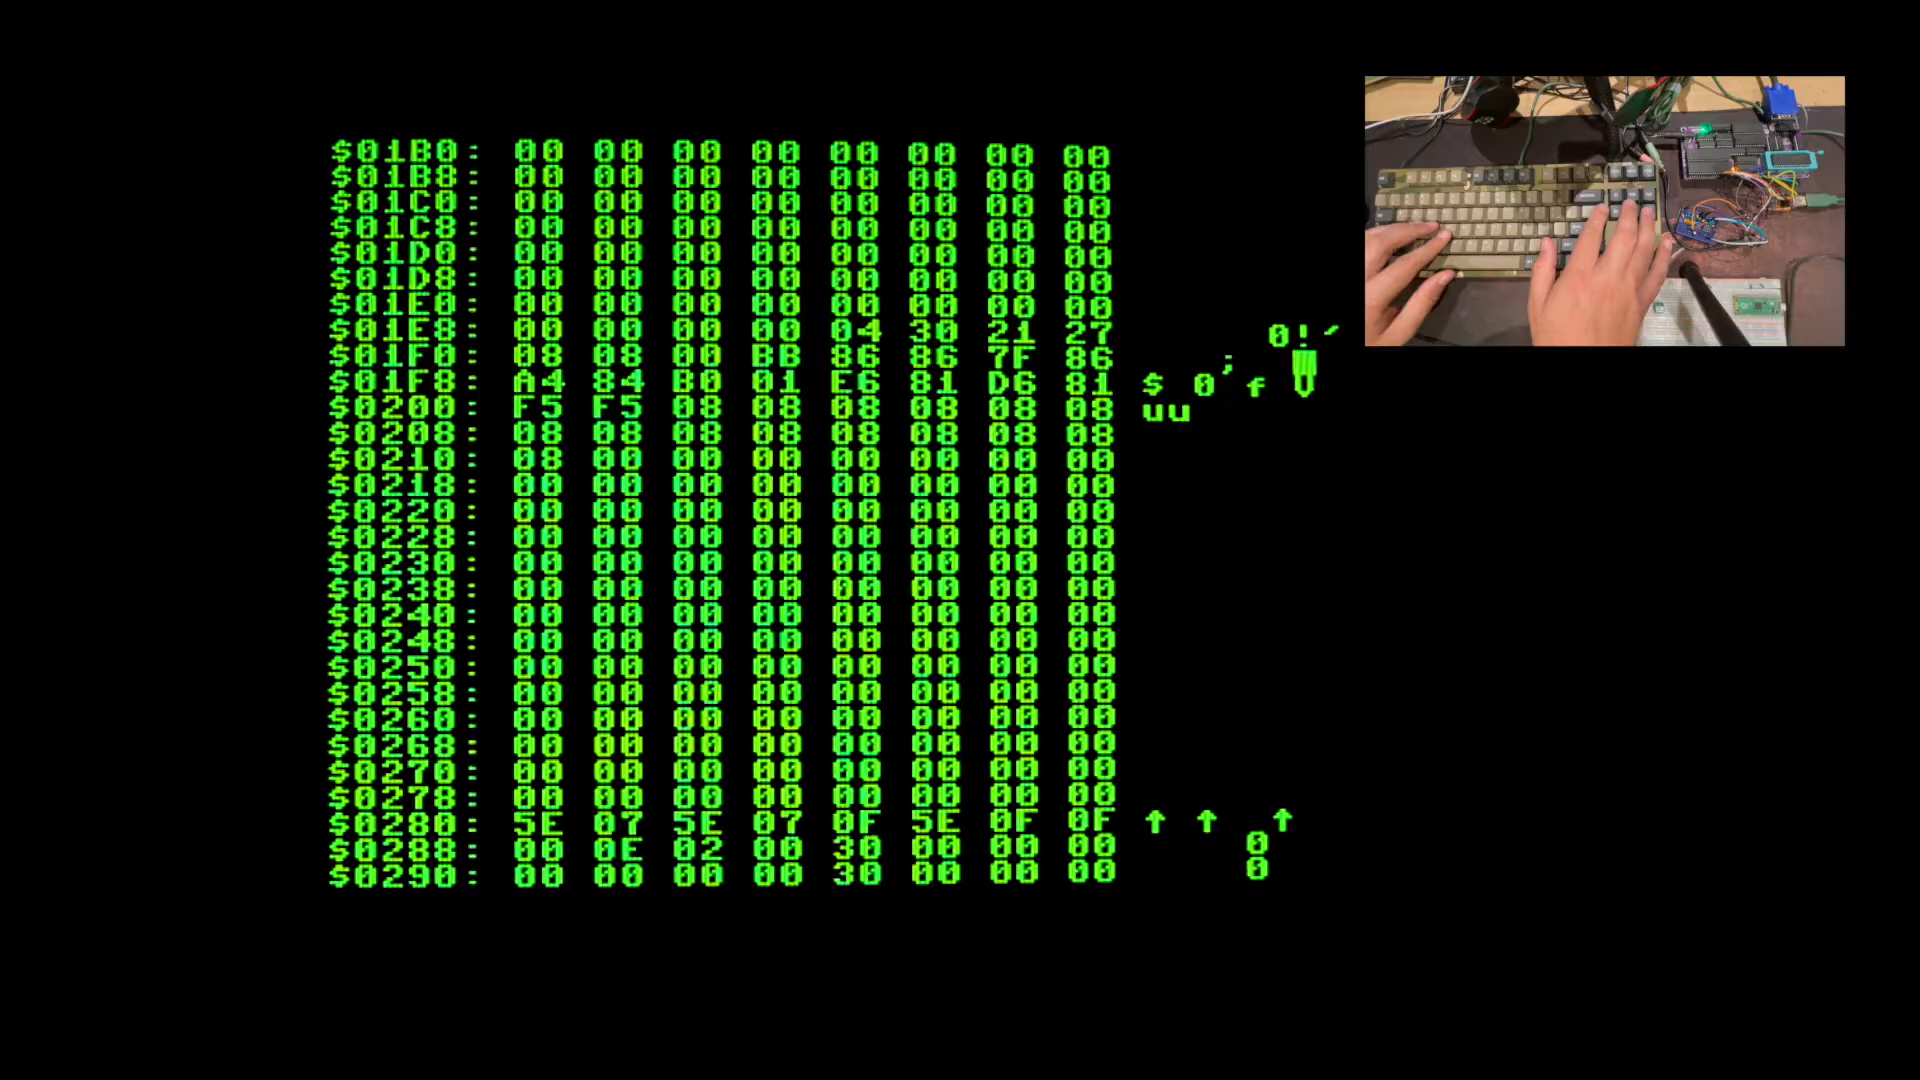 $01B0: 00 00 00 00 00 00 00 00
$01B8: 00 00 00 00 00 00 00 00
$01C0: 00 00 00 00 00 00 00 00
$01C8: 00 00 00 00 00 00 00 00
$01D0: 00 00 00 00 00 00 00 00
$01D8: 00 00 00 00 00 00 00 00
$01E0: 00 00 00 00 00 00 00 00
$01E8: 00 00 00 00 04 30 21 27 0!´
$01F0: 08 08 00 BB 86 86 7F 86 ;
$01F8: A4 84 B0 01 E6 81 D6 81 $ 0 f V
$0200: F5 F5 08 08 08 08 08 08 uu
$0208: 08 08 08 08 08 08 08 08
$0210: 08 00 00 00 00 00 00 00
$0218: 00 00 00 00 00 00 00 00
$0220: 00 00 00 00 00 00 00 00
$0228: 00 00 00 00 00 00 00 00
$0230: 00 00 00 00 00 00 00 00
$0238: 00 00 00 00 00 00 00 00
$0240: 00 00 00 00 00 00 00 00
$0248: 00 00 00 00 00 00 00 00
$0250: 00 00 00 00 00 00 00 00
$0258: 00 00 00 00 00 00 00 00
$0260: 00 00 00 00 00 00 00 00
$0268: 00 00 00 00 00 00 00 00
$0270: 00 00 00 00 00 00 00 00
$0278: 00 00 00 00 00 00 00 00
$0280: 5E 07 5E 07 0F 5E 0F 0F ↑ ↑ ↑
$0288: 00 0E 02 00 30 00 00 00 0
$0290: 00 00 00 00 30 00 00 00 0